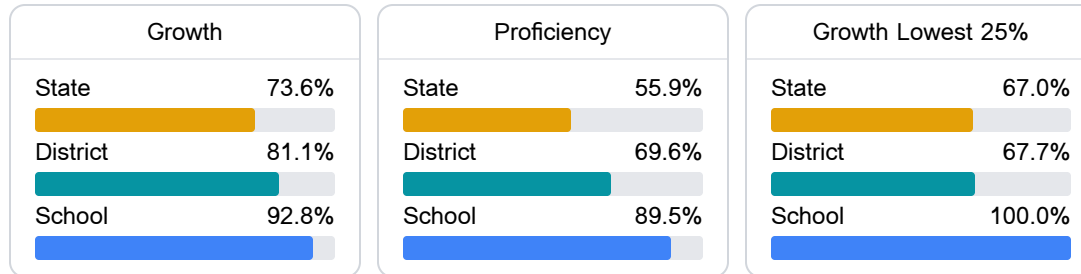 Growth
State 73.6%
District 81.1%
School 92.8%
Proficiency
State 55.9%
District 69.6%
School 89.5%
Growth Lowest 25%
State 67.0%
District 67.7%
School 100.0%